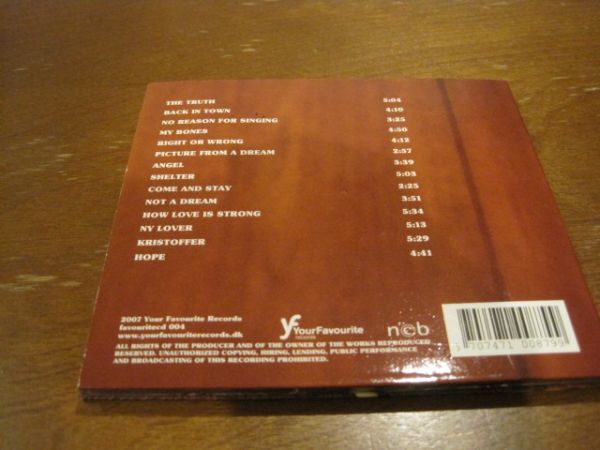 THE TRUTH 5:04
BACK IN TOWN 4:10
NO REASON FOR SINGING 3:25
MY BONES 4:50
RIGHT OR WRONG 4:12
PICTURE FROM A DREAM 2:57
ANGEL 3:39
SHELTER 5:03
COME AND STAY 2:25
NOT A DREAM 3:51
HOW LOVE IS STRONG 5:34
NY LOVER 5:13
KRISTOFFER 5:29
HOPE 4:41
2007 Your Favourite Records
favouritecd 004
www.yourfavouriterecords.dk
yf YourFavourite
RECORDS
ncb
ALL RIGHTS OF THE PRODUCER AND OF THE OWNER OF THE WORKS REPRODUCED
RESERVED. UNAUTHORIZED COPYING, HIRING, LENDING, PUBLIC PERFORMANCE
AND BROADCASTING OF THIS RECORDING PROHIBITED.
707471 008799